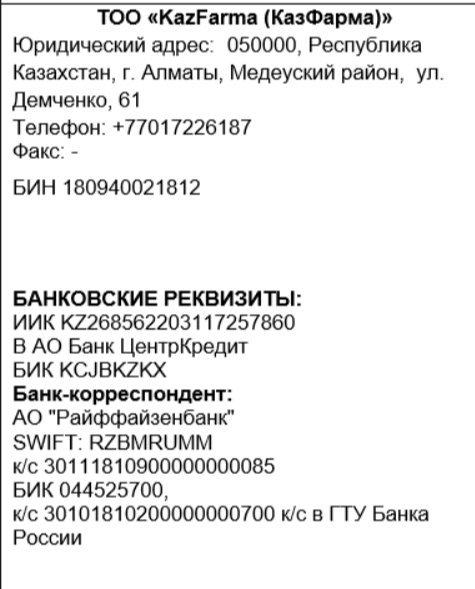 ТОО «KazFarma (КазФарма)»
Юридический адрес: 050000, Республика
Казахстан, г. Алматы, Медеуский район, ул.
Демченко, 61
Телефон: +77017226187
Факс: -
БИН 180940021812
БАНКОВСКИЕ РЕКВИЗИТЫ:
ИИК KZ268562203117257860
В АО Банк ЦентрКредит
БИК KCJBKZKX
Банк-корреспондент:
АО "Райффайзенбанк"
SWIFT: RZBMRUMM
к/с 30111810900000000085
БИК 044525700,
к/с 30101810200000000700 к/с в ГТУ Банка
России